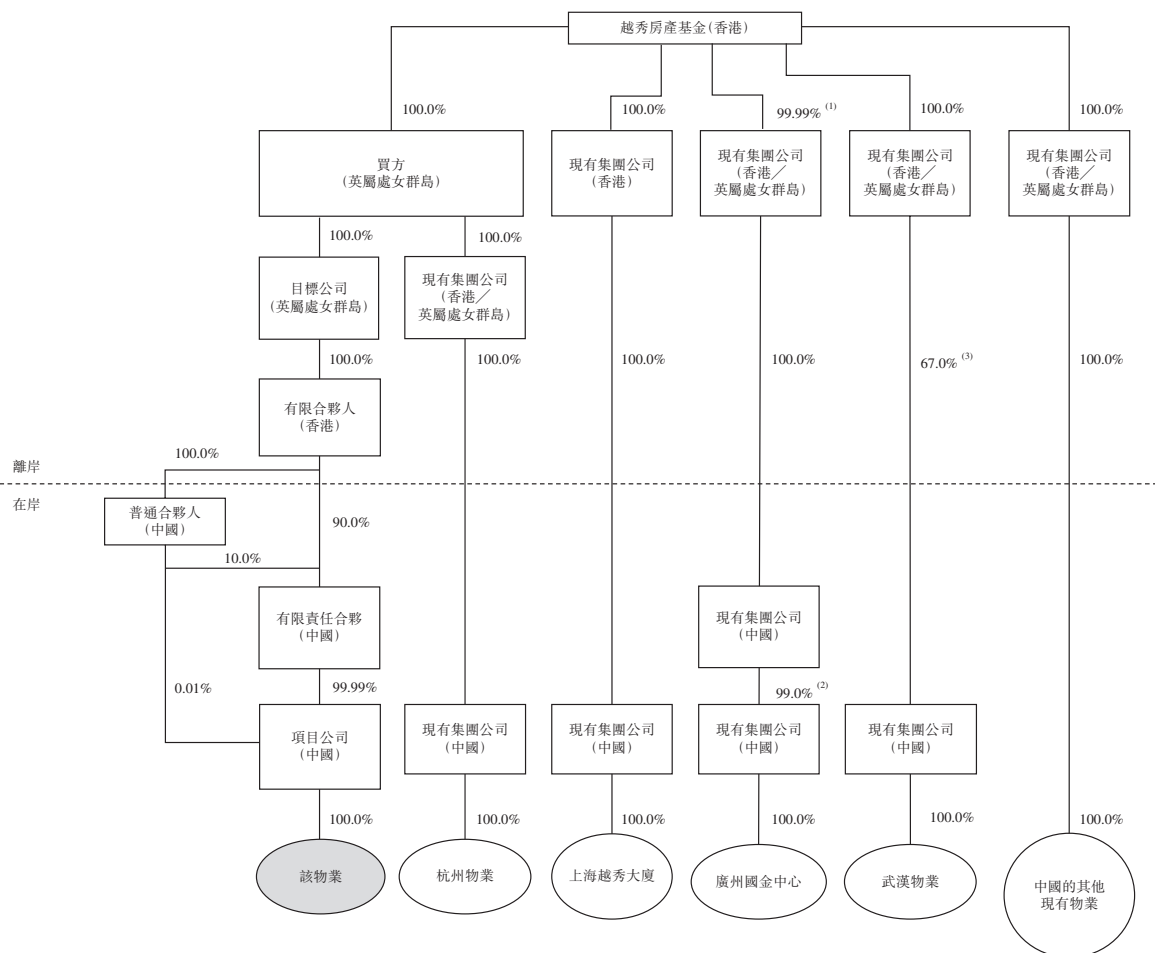 越秀房產基金(香港)
100.0%
100.0%
99.99% (1)
100.0%
100.0%
買方
(英屬處女群島)
現有集團公司
(香港)
現有集團公司
(香港／
英屬處女群島)
現有集團公司
(香港／
英屬處女群島)
現有集團公司
(香港／
英屬處女群島)
100.0%
100.0%
目標公司
(英屬處女群島)
現有集團公司
(香港／
英屬處女群島)
100.0%
100.0%
100.0%
100.0%
67.0% (3)
100.0%
有限合夥人
(香港)
100.0%
離岸
在岸
普通合夥人
(中國)
90.0%
10.0%
有限責任合夥
(中國)
現有集團公司
(中國)
0.01%
99.99%
99.0% (2)
項目公司
(中國)
現有集團公司
(中國)
現有集團公司
(中國)
現有集團公司
(中國)
現有集團公司
(中國)
100.0%
100.0%
100.0%
100.0%
100.0%
100.0%
該物業
杭州物業
上海越秀大廈
廣州國金中心
武漢物業
中國的其他
現有物業